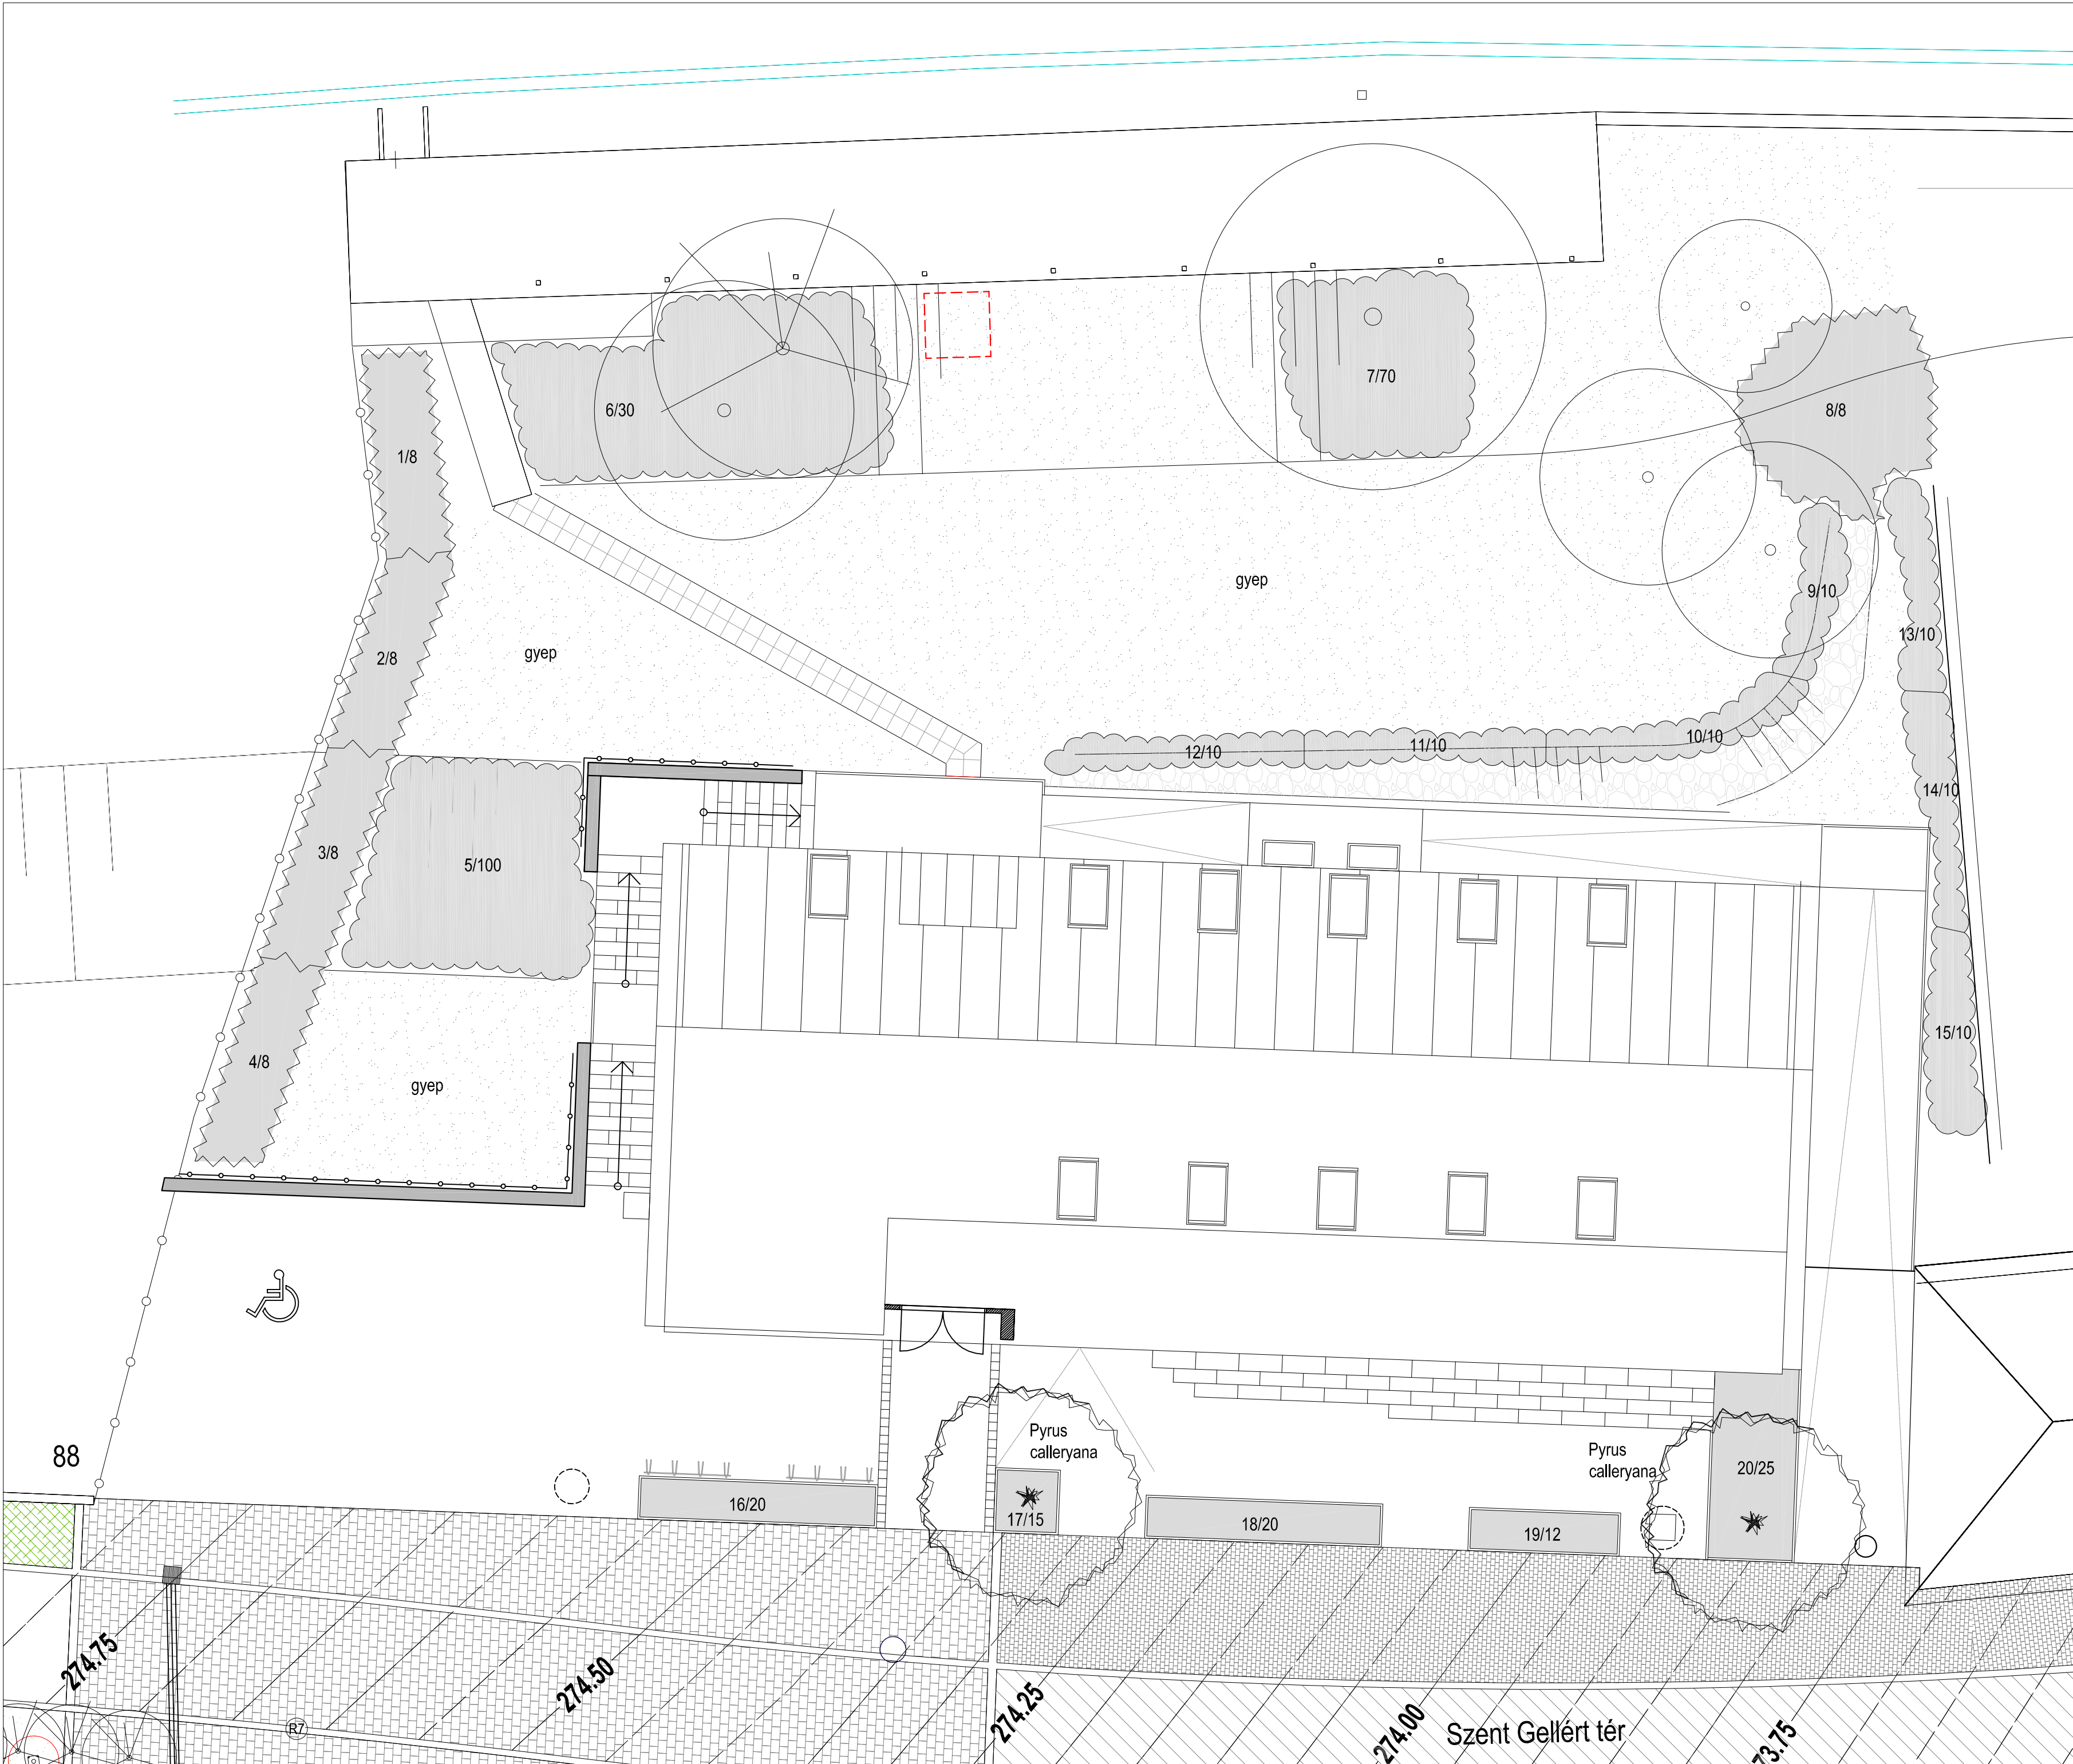 7/70
6/30
8/8
1/8
gyep
9/10
13/10
gyep
2/8
10/10
11/10
12/10
14/10
3/8
5/100
15/10
4/8
gyep
Pyrus
calleryana
Pyrus
calleryana
88
20/25
16/20
17/15
18/20
19/12
274.75
274.50
274.25
274.00
73.75
R7
Szent Gellért tér